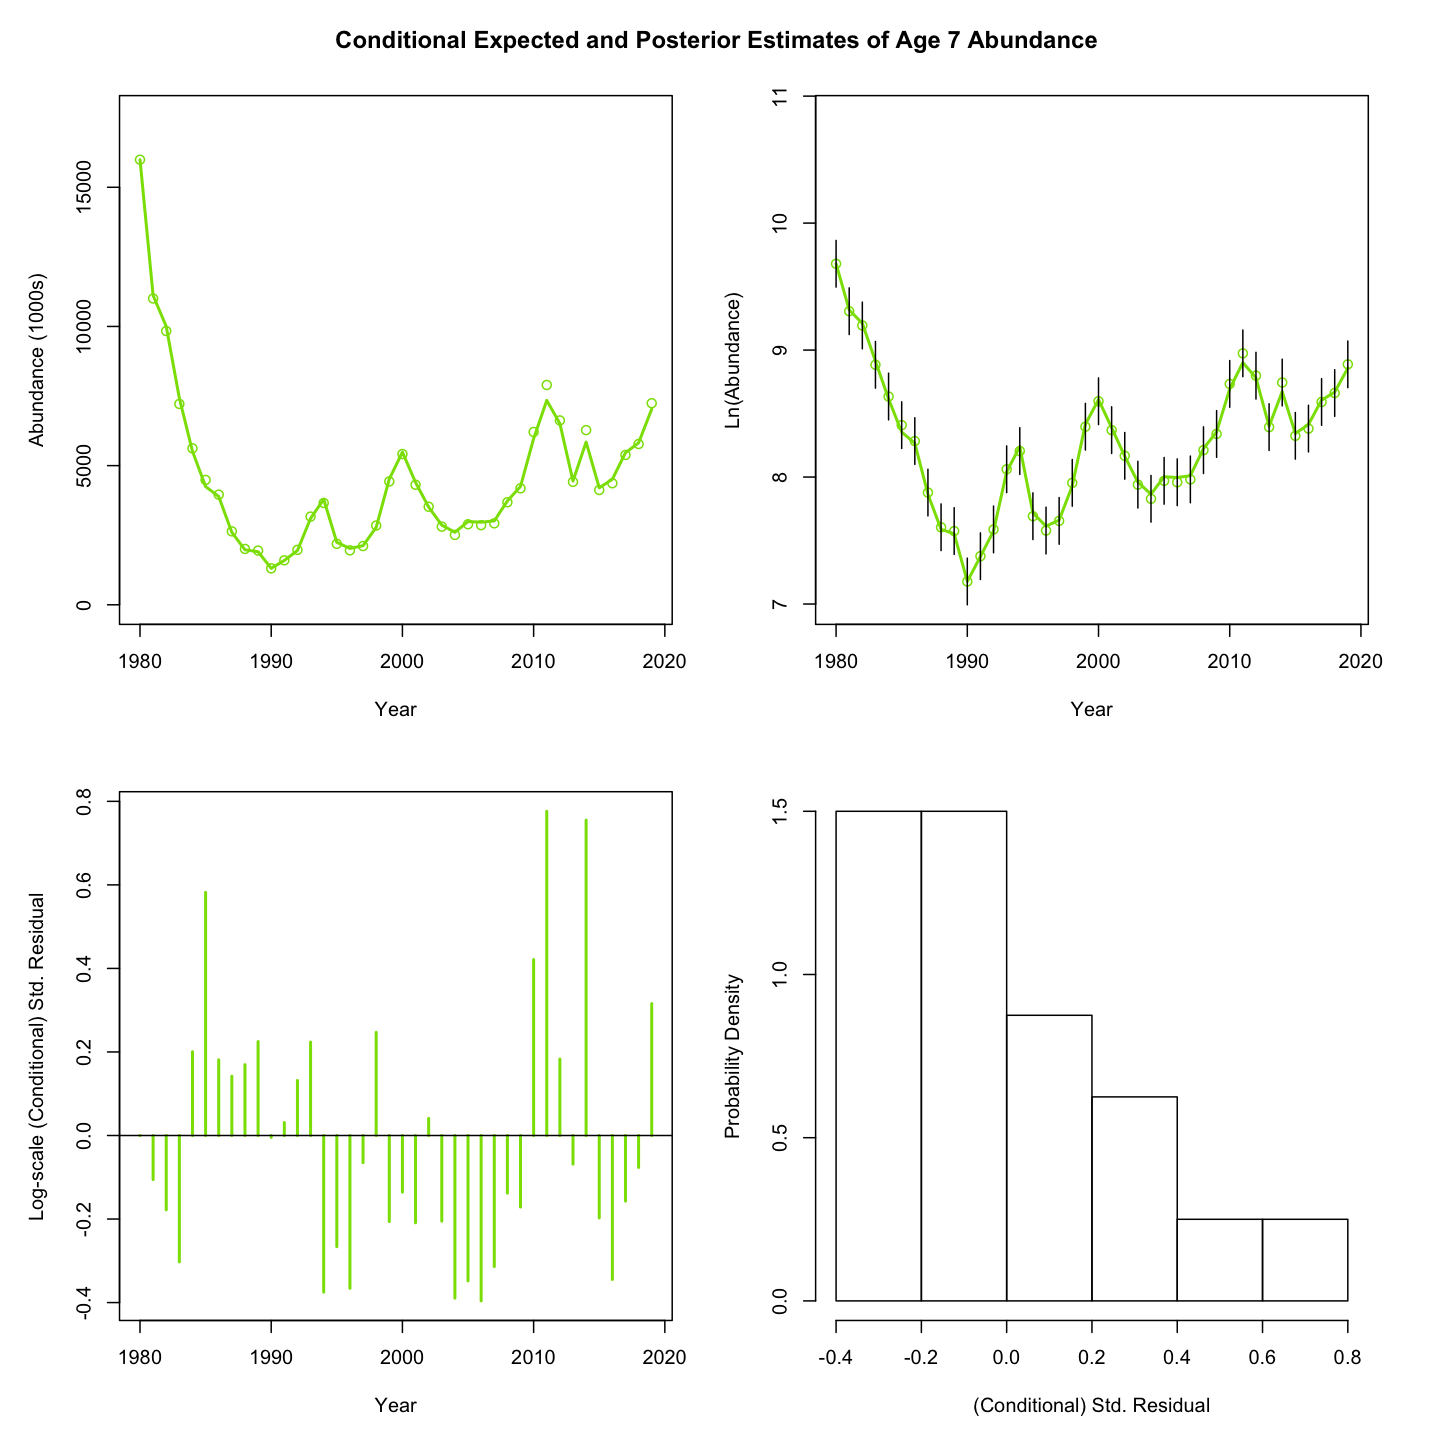 Conditional Expected and Posterior Estimates of Age 7 Abundance
Abundance (1000s)
15000
10000
5000
0
1980 1990 2000 2010 2020
Year
Ln(Abundance)
11
10
9
8
7
1980 1990 2000 2010 2020
Year
Log-scale (Conditional) Std. Residual
0.8
0.6
0.4
0.2
0.0
-0.2
-0.4
1980 1990 2000 2010 2020
Year
Probability Density
1.5
1.0
0.5
0.0
-0.4 -0.2 0.0 0.2 0.4 0.6 0.8
(Conditional) Std. Residual